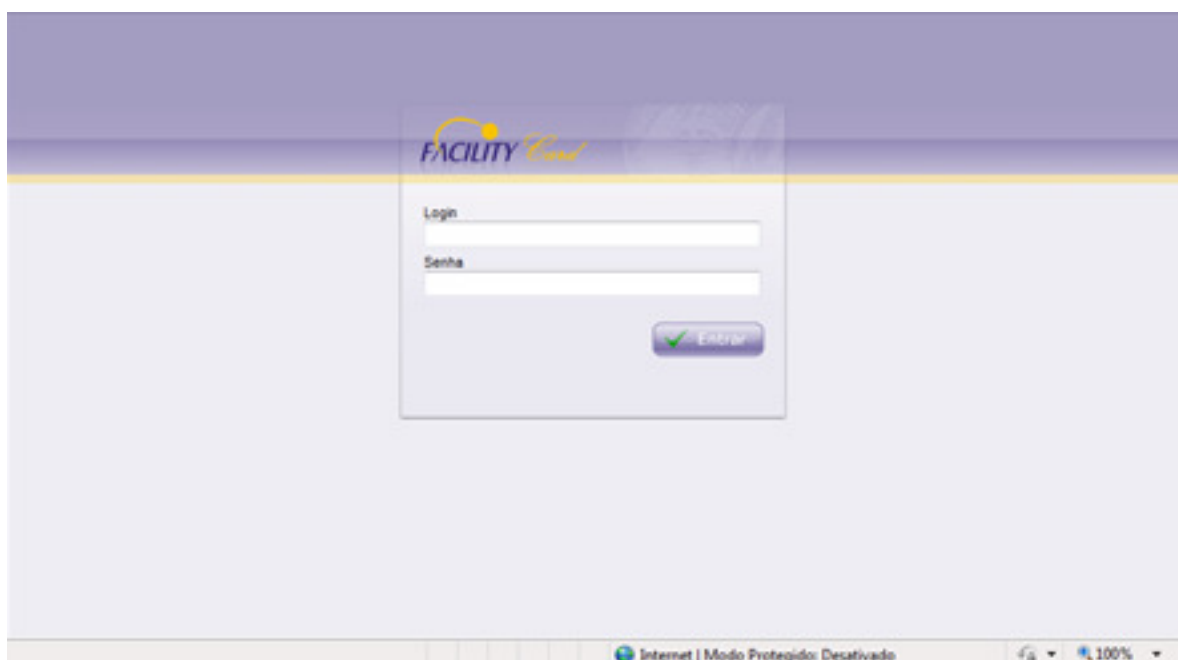 FACILITY Card
Login
Senha
Entrar
Internet | Modo Protegido: Desativado
100%